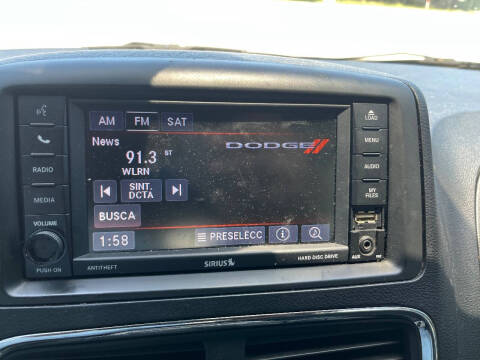 AM FM SAT
News
91.3 ST
WLRN
DODGE
SINT.
DCTA
BUSCA
1:58
PRESELECC
RADIO
MEDIA
VOLUME
PUSH ON
LOAD
MENU
AUDIO
MY
FILES
AUX
ANTITHEFT
SIRIUS
HARD DISC DRIVE